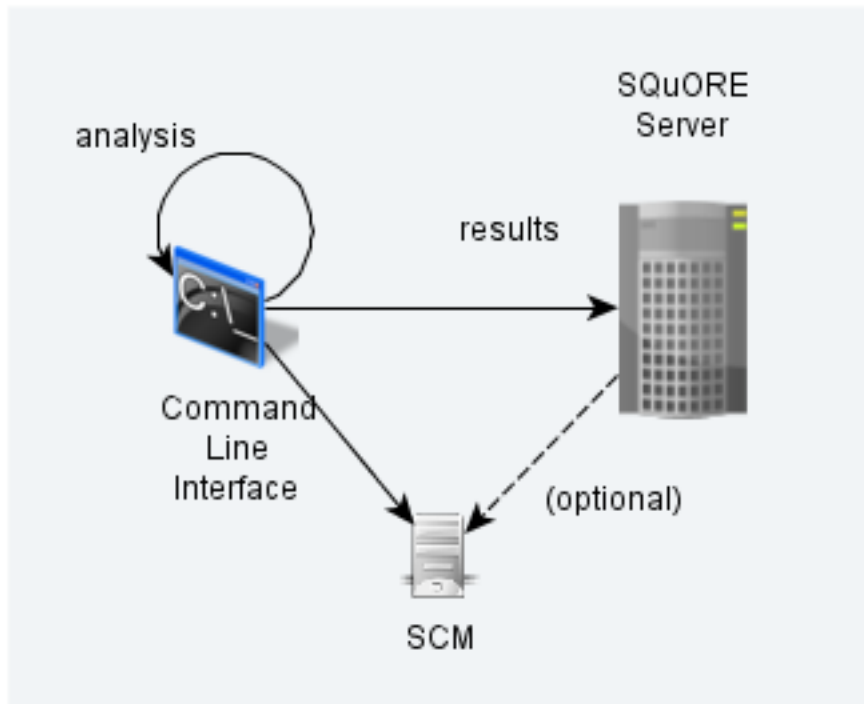 SQuORE
Server
analysis
results
C:\_
Command
Line
Interface
(optional)
SCM